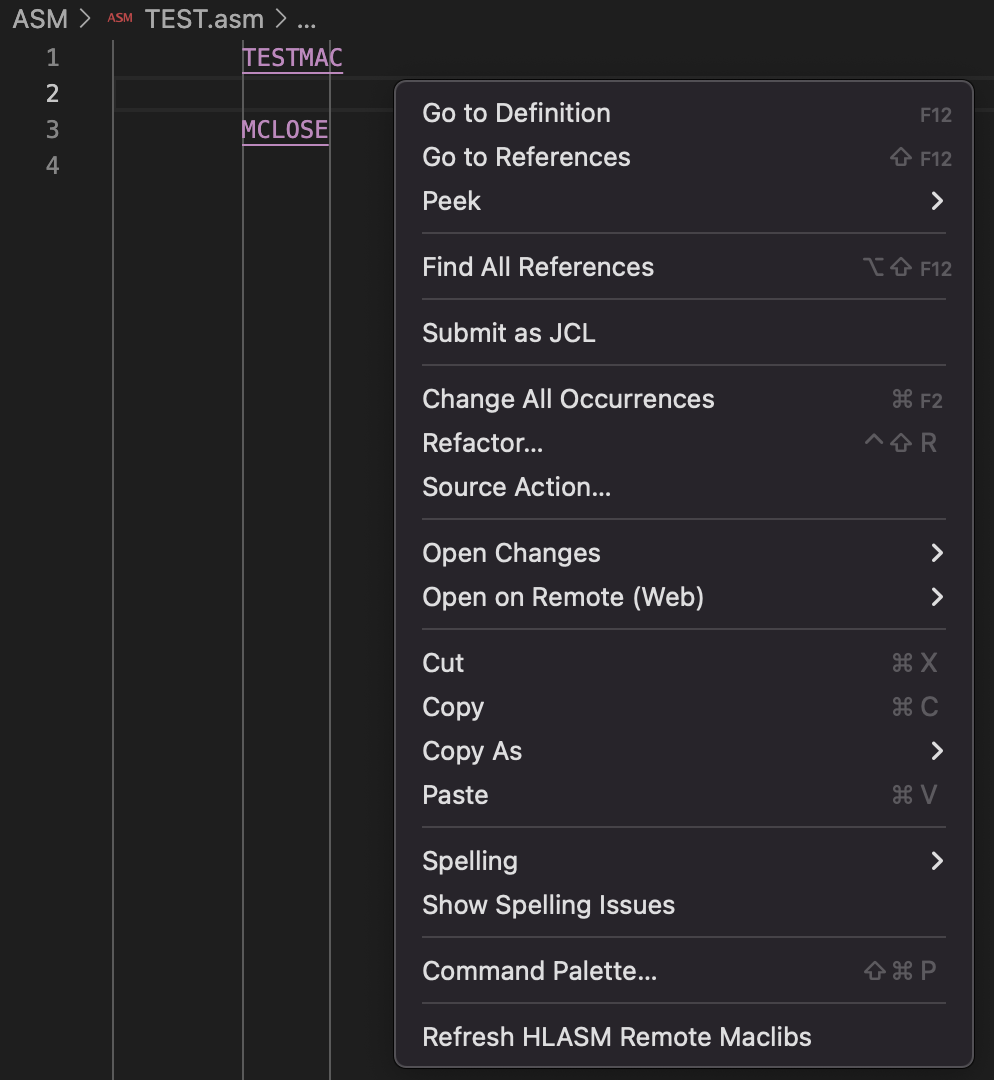 ASM > ASM TEST.asm > ...
1 TESTMAC
2
3 MCLOSE
4
Go to Definition F12
Go to References ⇧ F12
Peek >
Find All References ⌥⇧ F12
Submit as JCL
Change All Occurrences ⌘ F2
Refactor... ^⇧ R
Source Action...
Open Changes >
Open on Remote (Web) >
Cut ⌘ X
Copy ⌘ C
Copy As >
Paste ⌘ V
Spelling >
Show Spelling Issues
Command Palette... ⇧⌘ P
Refresh HLASM Remote Maclibs